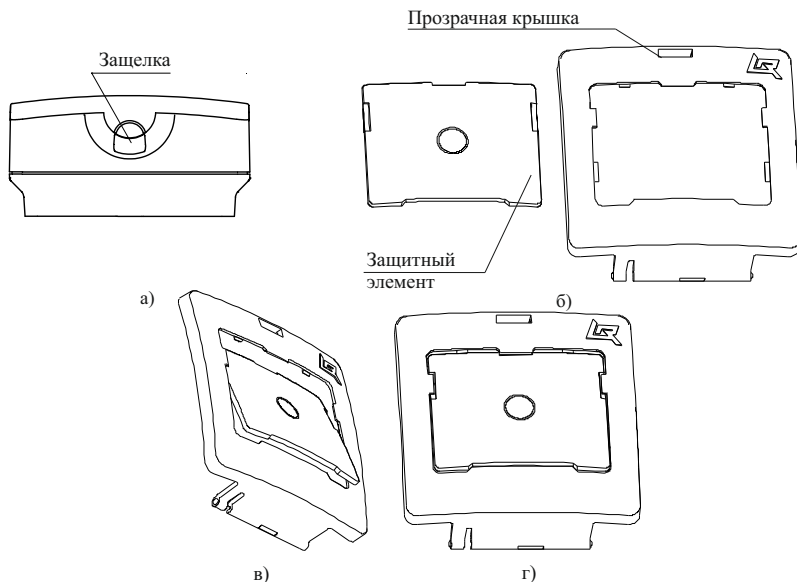 Прозрачная крышка
Защелка
Защитный
элемент
а)
б)
в)
г)